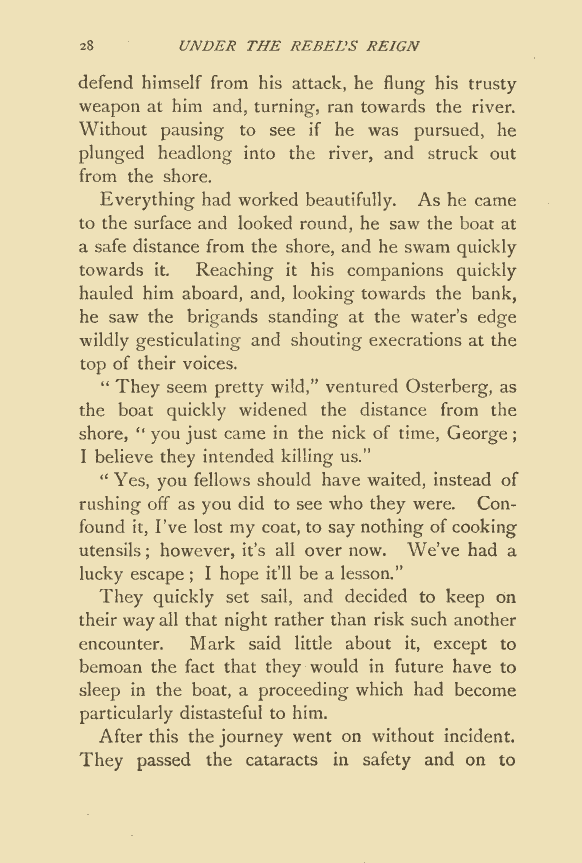 28 UNDER THE REBEL'S REIGN
defend himself from his attack, he flung his trusty
weapon at him and, turning, ran towards the river.
Without pausing to see if he was pursued, he
plunged headlong into the river, and struck out
from the shore.
Everything had worked beautifully. As he came
to the surface and looked round, he saw the boat at
a safe distance from the shore, and he swam quickly
towards it. Reaching it his companions quickly
hauled him aboard, and, looking towards the bank,
he saw the brigands standing at the water's edge
wildly gesticulating and shouting execrations at the
top of their voices.
“ They seem pretty wild,” ventured Osterberg, as
the boat quickly widened the distance from the
shore, “ you just came in the nick of time, George ;
I believe they intended killing us.”
“ Yes, you fellows should have waited, instead of
rushing off as you did to see who they were. Con-
found it, I've lost my coat, to say nothing of cooking
utensils ; however, it's all over now. We've had a
lucky escape ; I hope it'll be a lesson.”
They quickly set sail, and decided to keep on
their way all that night rather than risk such another
encounter. Mark said little about it, except to
bemoan the fact that they would in future have to
sleep in the boat, a proceeding which had become
particularly distasteful to him.
After this the journey went on without incident.
They passed the cataracts in safety and on to